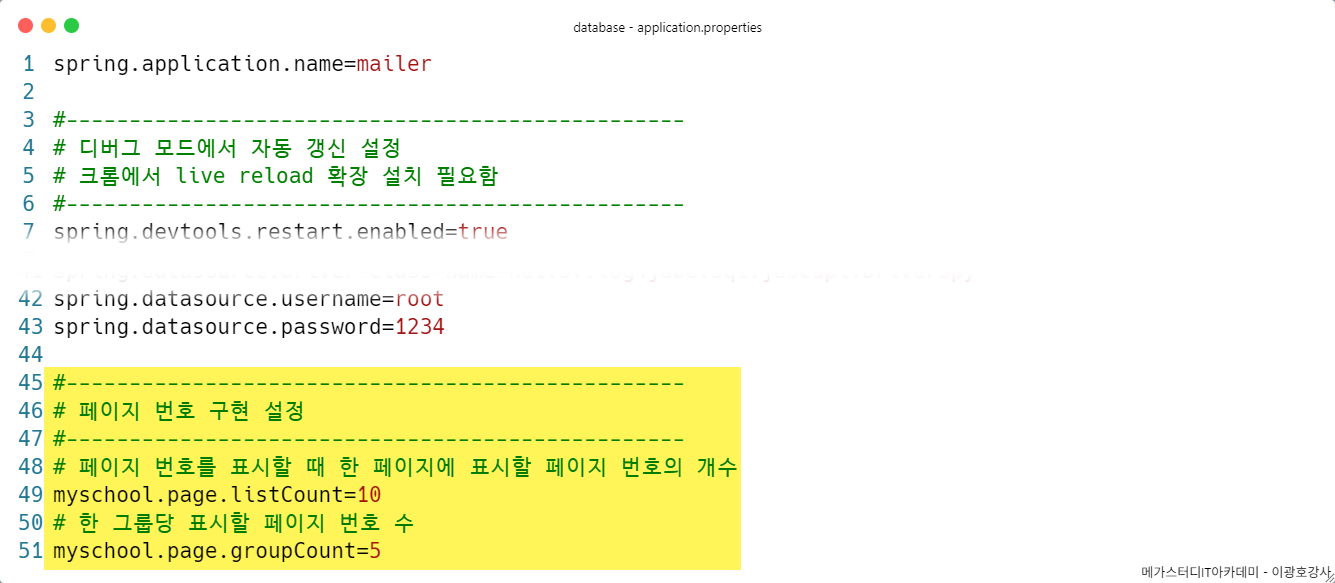 database - application.properties
1 spring.application.name=mailer
2
3 #-------------------------------------------------
4 # 디버그 모드에서 자동 갱신 설정
5 # 크롬에서 live reload 확장 설치 필요함
6 #-------------------------------------------------
7 spring.devtools.restart.enabled=true
42 spring.datasource.username=root
43 spring.datasource.password=1234
44
45 #-------------------------------------------------
46 # 페이지 번호 구현 설정
47 #-------------------------------------------------
48 # 페이지 번호를 표시할 때 한 페이지에 표시할 페이지 번호의 개수
49 myschool.page.listCount=10
50 # 한 그룹당 표시할 페이지 번호 수
51 myschool.page.groupCount=5
메가스터디IT아카데미 - 이광호강사